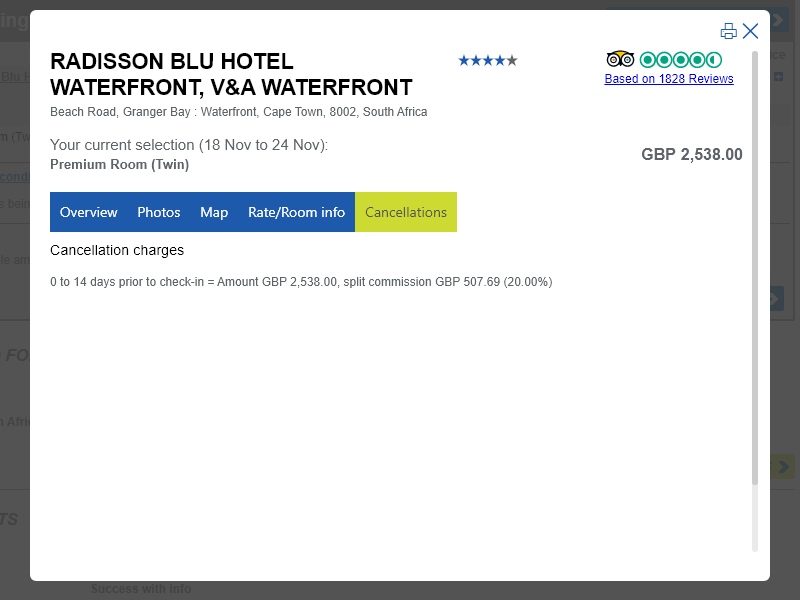 RADISSON BLU HOTEL
WATERFRONT, V&A WATERFRONT
Based on 1828 Reviews
Beach Road, Granger Bay : Waterfront, Cape Town, 8002, South Africa
Your current selection (18 Nov to 24 Nov):
Premium Room (Twin)
GBP 2,538.00
Overview Photos Map Rate/Room info Cancellations
Cancellation charges
0 to 14 days prior to check-in = Amount GBP 2,538.00, split commission GBP 507.69 (20.00%)
Success with info